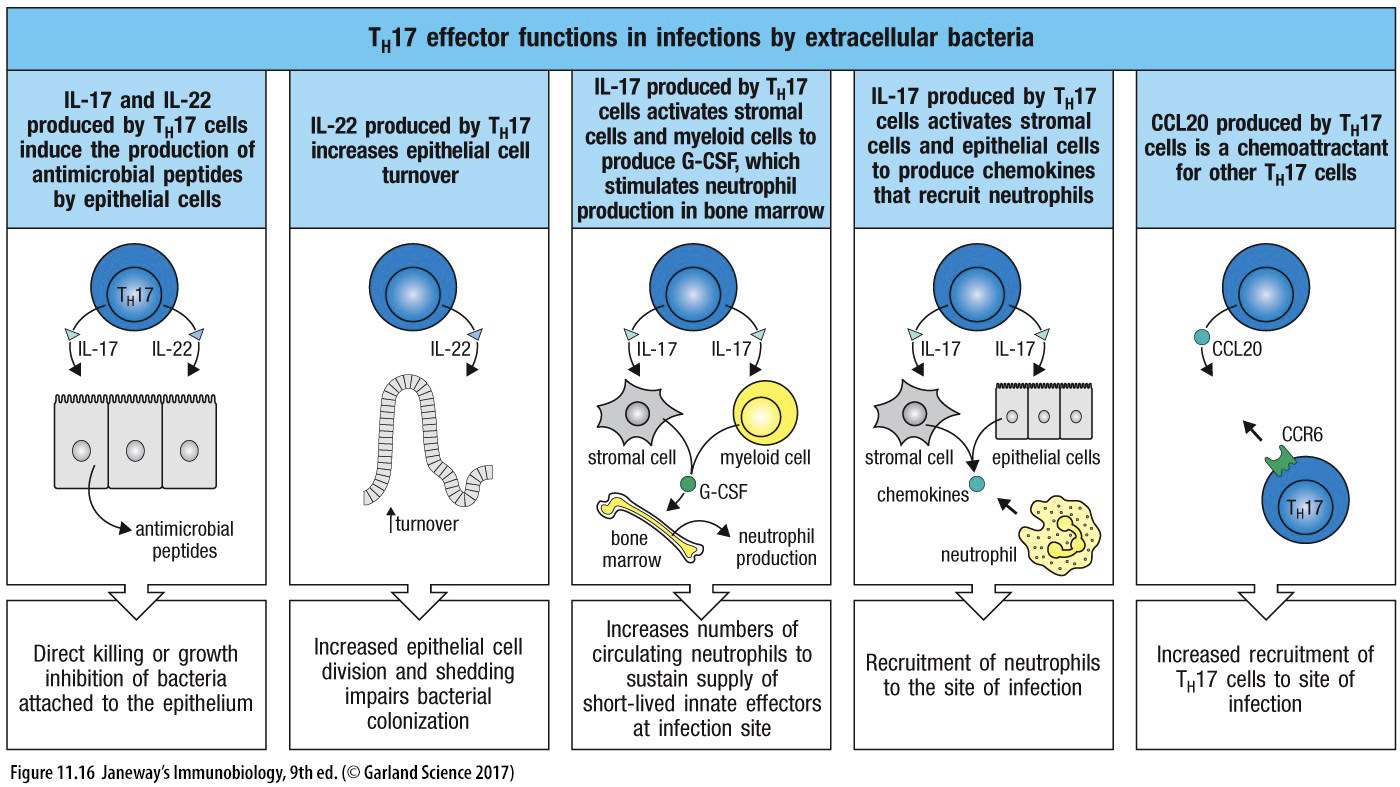 TH17 effector functions in infections by extracellular bacteria
IL-17 and IL-22
produced by TH17 cells
induce the production of
antimicrobial peptides
by epithelial cells
TH17
IL-17
IL-22
antimicrobial
peptides
Direct killing or growth
inhibition of bacteria
attached to the epithelium
IL-22 produced by TH17
increases epithelial cell
turnover
IL-22
↑turnover
Increased epithelial cell
division and shedding
impairs bacterial
colonization
IL-17 produced by TH17
cells activates stromal
cells and myeloid cells to
produce G-CSF, which
stimulates neutrophil
production in bone marrow
IL-17
IL-17
stromal cell
myeloid cell
G-CSF
bone
marrow
neutrophil
production
Increases numbers of
circulating neutrophils to
sustain supply of
short-lived innate effectors
at infection site
IL-17 produced by TH17
cells activates stromal
cells and epithelial cells
to produce chemokines
that recruit neutrophils
IL-17
IL-17
stromal cell
epithelial cells
chemokines
neutrophil
Recruitment of neutrophils
to the site of infection
CCL20 produced by TH17
cells is a chemoattractant
for other TH17 cells
CCL20
CCR6
TH17
Increased recruitment of
TH17 cells to site of
infection
Figure 11.16 Janeway's Immunobiology, 9th ed. (© Garland Science 2017)